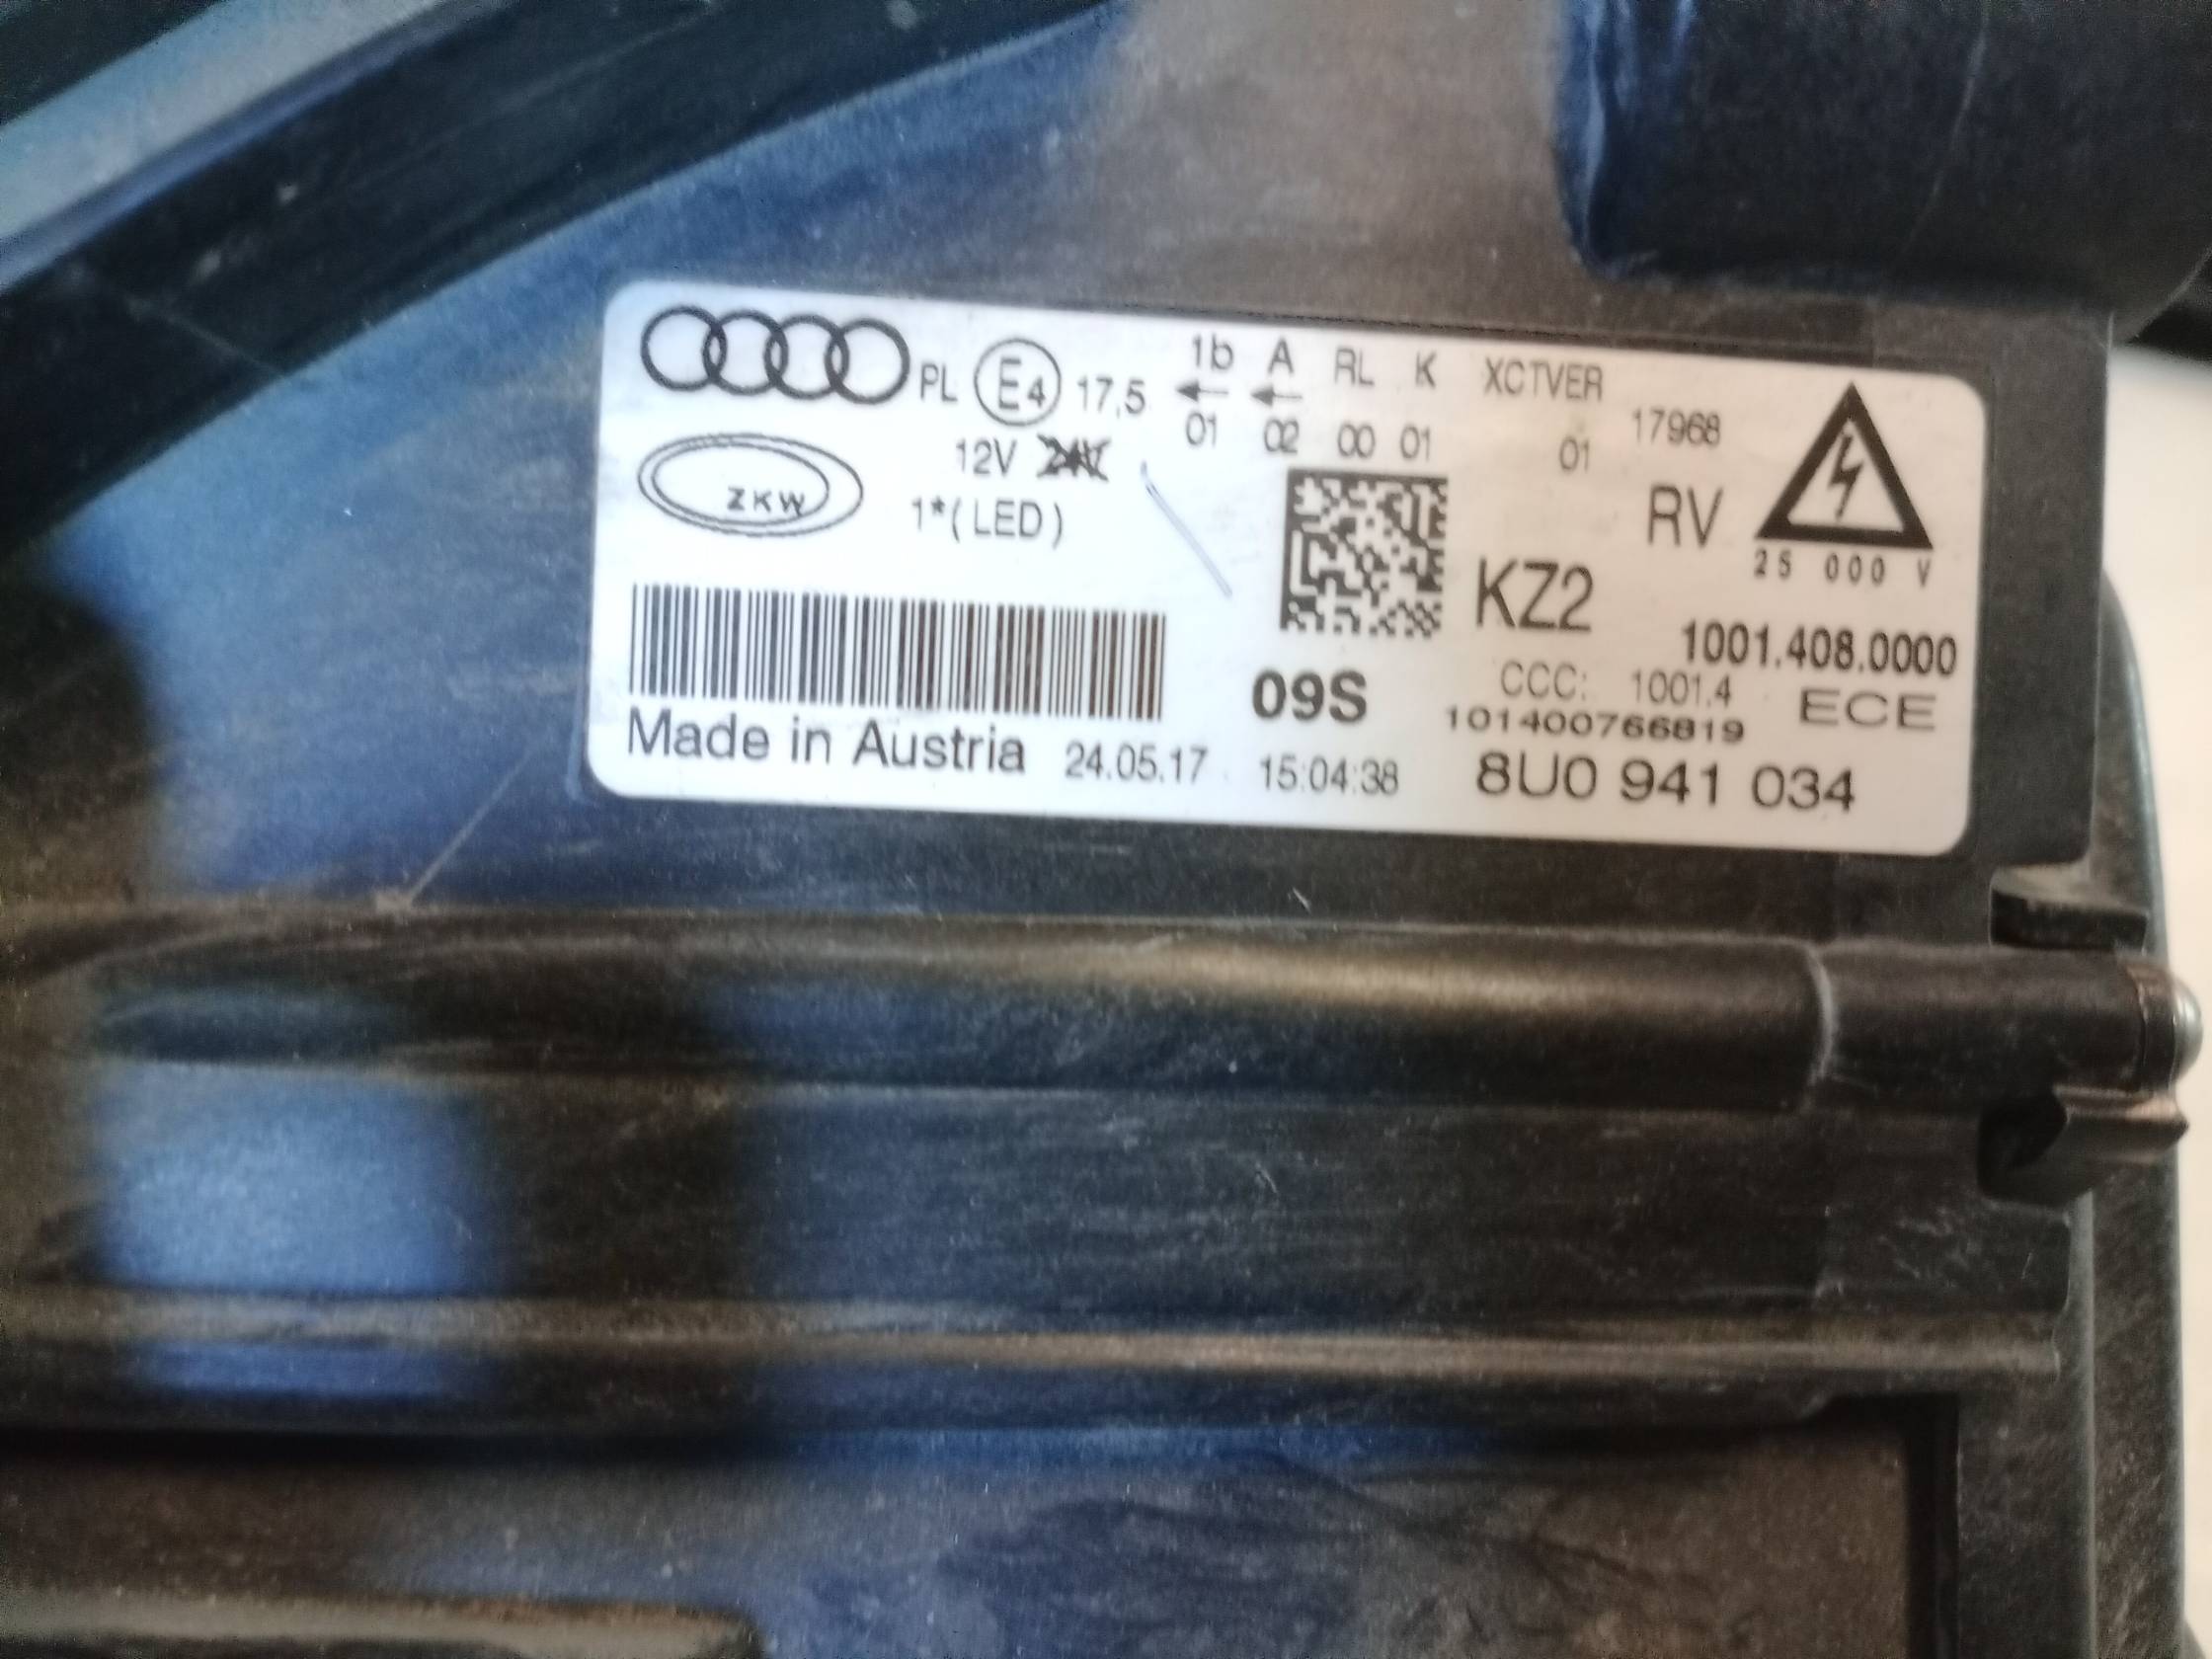 PL E4 17,5 1b A RL K XCTVER 17968
01 02 00 01 01
12V 24V
ZKW 1*(LED) RV
25 000 V
KZ2
1001.408.0000
09S CCC: 1001.4 ECE
101400766819
Made in Austria 24.05.17 15:04:38 8U0 941 034